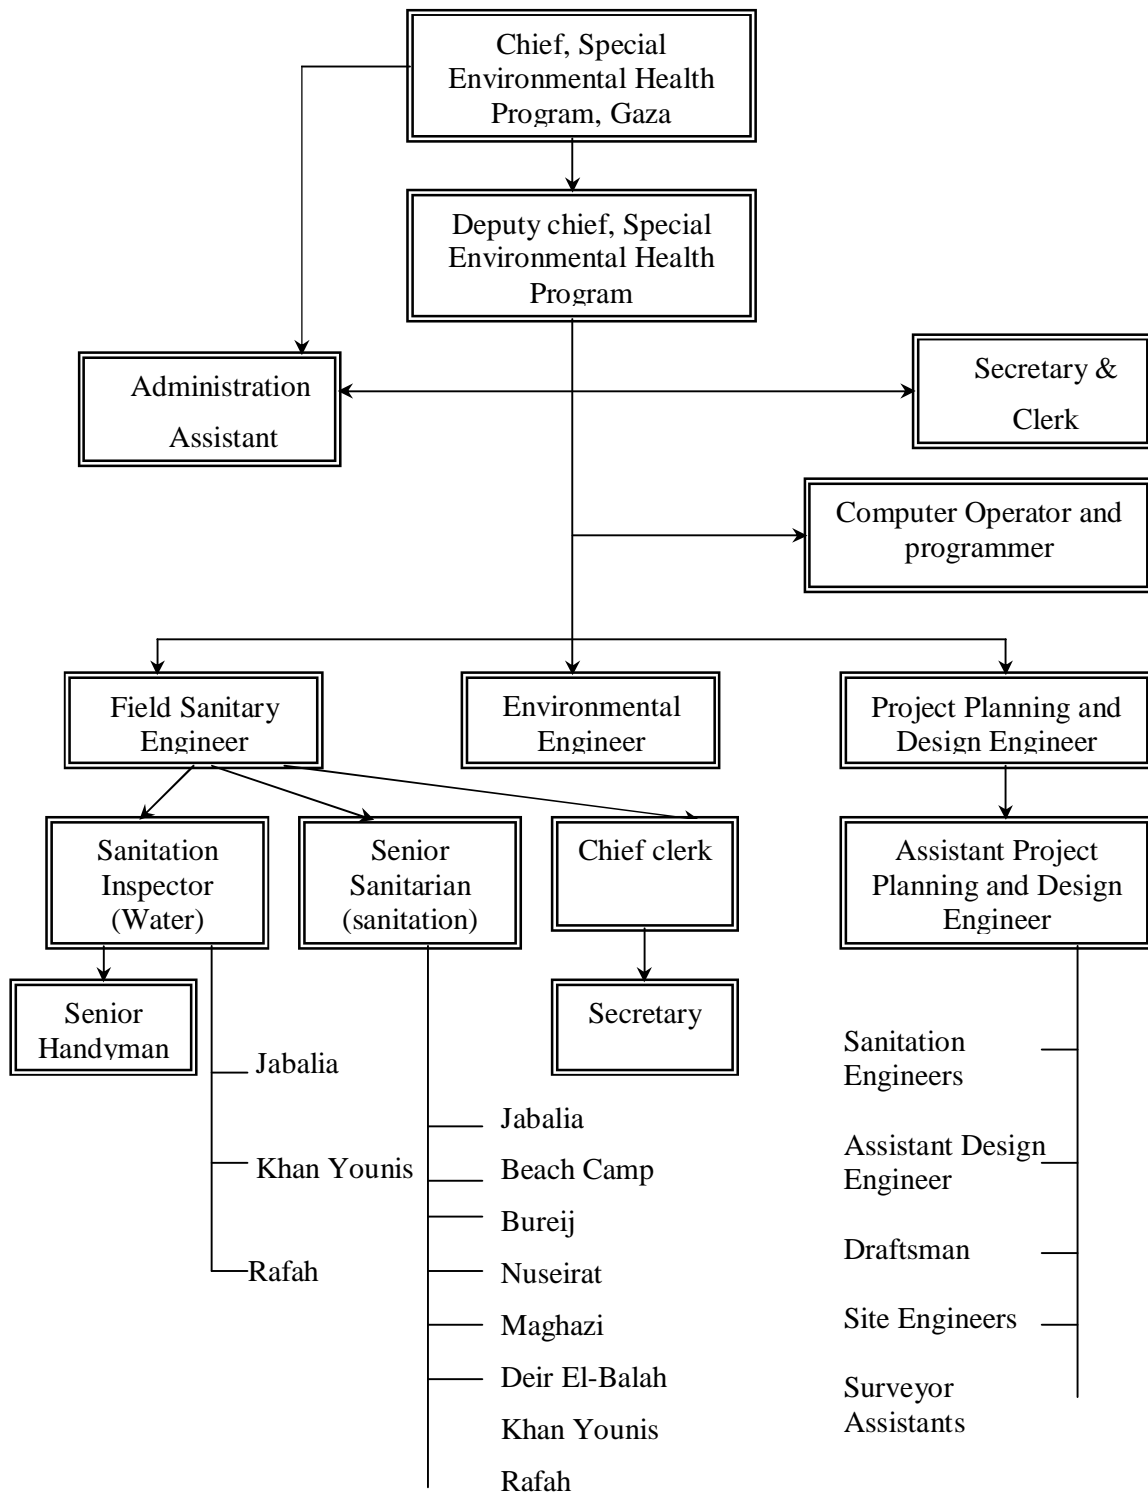 Chief, Special
Environmental Health
Program, Gaza
Deputy chief, Special
Environmental Health
Program
Administration
Assistant
Secretary &
Clerk
Computer Operator and
programmer
Field Sanitary
Engineer
Environmental
Engineer
Project Planning and
Design Engineer
Sanitation
Inspector
(Water)
Senior
Sanitarian
(sanitation)
Chief clerk
Assistant Project
Planning and Design
Engineer
Senior
Handyman
Secretary
Jabalia
Khan Younis
Rafah
Jabalia
Beach Camp
Bureij
Nuseirat
Maghazi
Deir El-Balah
Khan Younis
Rafah
Sanitation
Engineers
Assistant Design
Engineer
Draftsman
Site Engineers
Surveyor
Assistants